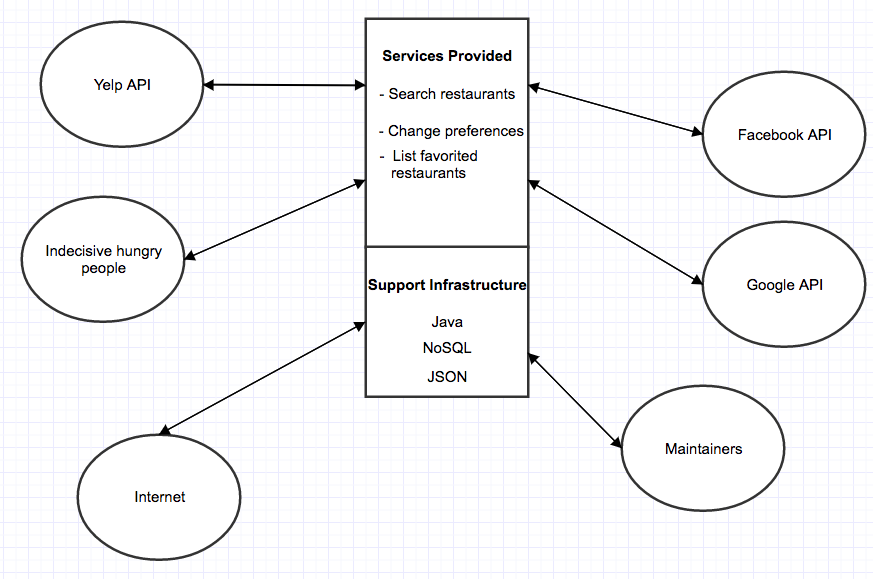 Services Provided
Yelp API
- Search restaurants
- Change preferences
Facebook API
- List favorited
restaurants
Indecisive hungry
people
Support Infrastructure
Google API
Java
NoSQL
JSON
Maintainers
Internet